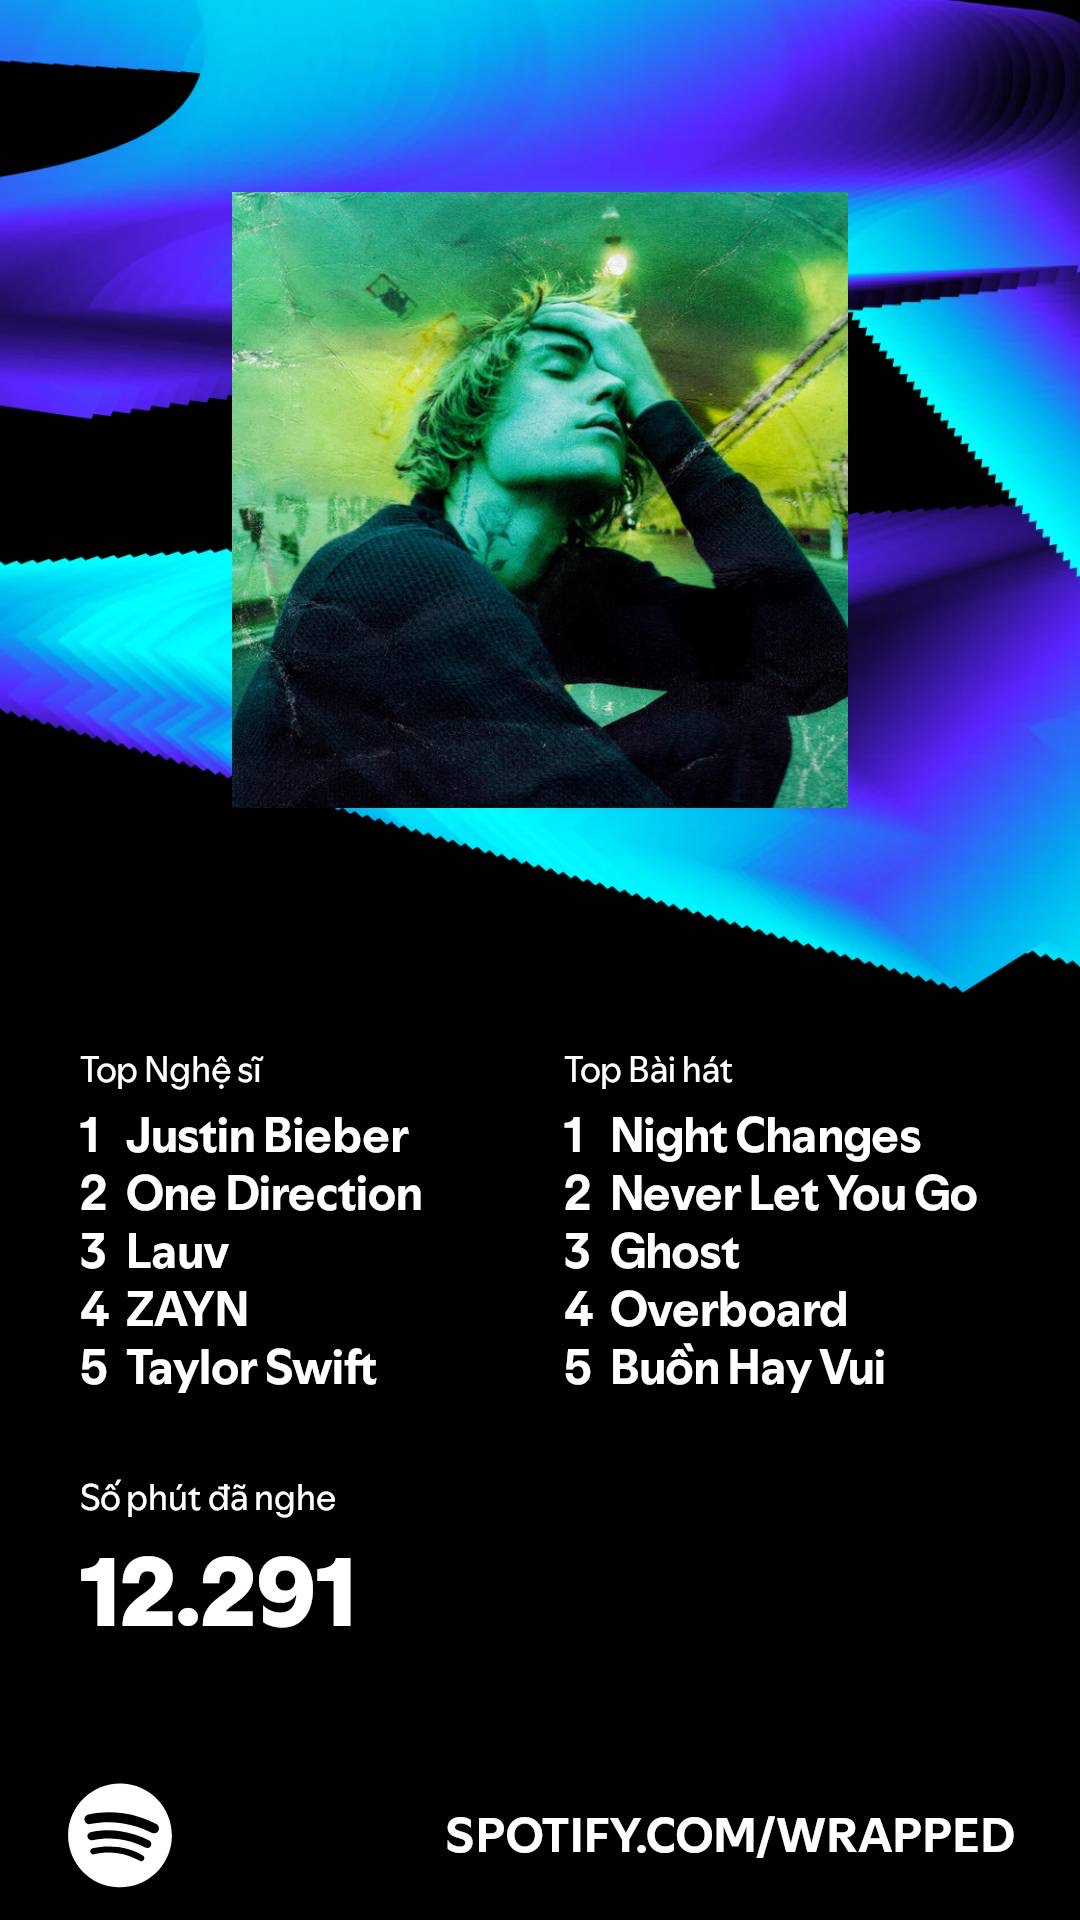 Top Nghệ sĩ
1 Justin Bieber
2 One Direction
3 Lauv
4 ZAYN
5 Taylor Swift
Top Bài hát
1 Night Changes
2 Never Let You Go
3 Ghost
4 Overboard
5 Buồn Hay Vui
Số phút đã nghe
12.291
SPOTIFY.COM/WRAPPED